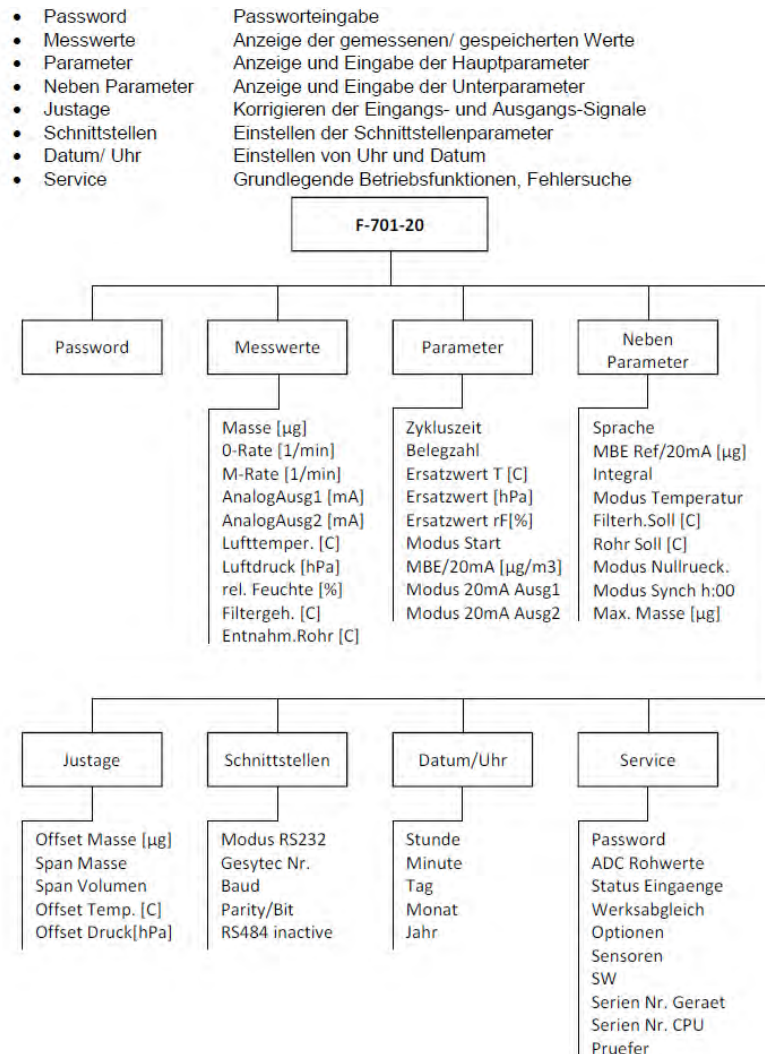 • Password Passworteingabe
• Messwerte Anzeige der gemessenen/ gespeicherten Werte
• Parameter Anzeige und Eingabe der Hauptparameter
• Neben Parameter Anzeige und Eingabe der Unterparameter
• Justage Korrigieren der Eingangs- und Ausgangs-Signale
• Schnittstellen Einstellen der Schnittstellenparameter
• Datum/ Uhr Einstellen von Uhr und Datum
• Service Grundlegende Betriebsfunktionen, Fehlersuche
F-701-20
Password
Messwerte
Masse [µg]
0-Rate [1/min]
M-Rate [1/min]
AnalogAusg1 [mA]
AnalogAusg2 [mA]
Lufttemper. [C]
Luftdruck [hPa]
rel. Feuchte [%]
Filtergeh. [C]
Entnahm.Rohr [C]
Parameter
Zykluszeit
Belegzahl
Ersatzwert T [C]
Ersatzwert [hPa]
Ersatzwert rF[%]
Modus Start
MBE/20mA [µg/m3]
Modus 20mA Ausg1
Modus 20mA Ausg2
Neben
Parameter
Sprache
MBE Ref/20mA [µg]
Integral
Modus Temperatur
Filterh.Soll [C]
Rohr Soll [C]
Modus Nullrueck.
Modus Synch h:00
Max. Masse [µg]
Justage
Offset Masse [µg]
Span Masse
Span Volumen
Offset Temp. [C]
Offset Druck[hPa]
Schnittstellen
Modus RS232
Gesytec Nr.
Baud
Parity/Bit
RS484 inactive
Datum/Uhr
Stunde
Minute
Tag
Monat
Jahr
Service
Password
ADC Rohwerte
Status Eingaenge
Werksabgleich
Optionen
Sensoren
SW
Serien Nr. Geraet
Serien Nr. CPU
Pruefer